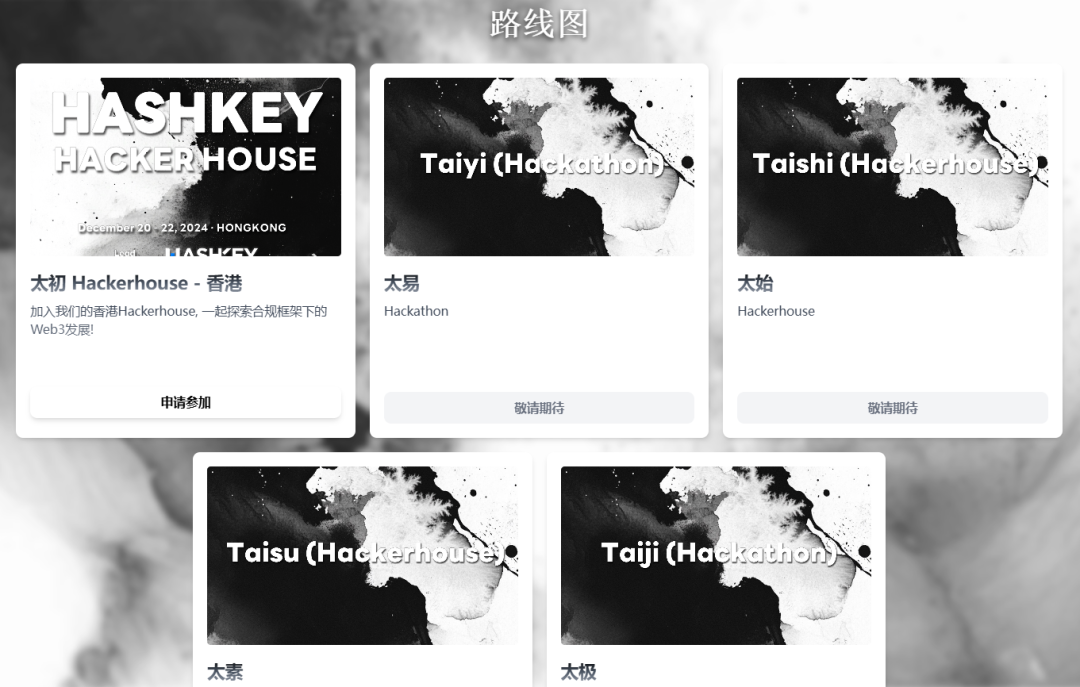 路线图
HASHKEY
HACKER HOUSE
December 20 - 22, 2024 · HONGKONG
Lead
HASHKEY
太初 Hackerhouse - 香港
加入我们的香港Hackerhouse, 一起探索合规框架下的
Web3发展!
申请参加
Taiyi (Hackathon)
太易
Hackathon
敬请期待
Taishi (Hackerhouse)
太始
Hackerhouse
敬请期待
Taisu (Hackerhouse)
太素
Taiji (Hackathon)
太极